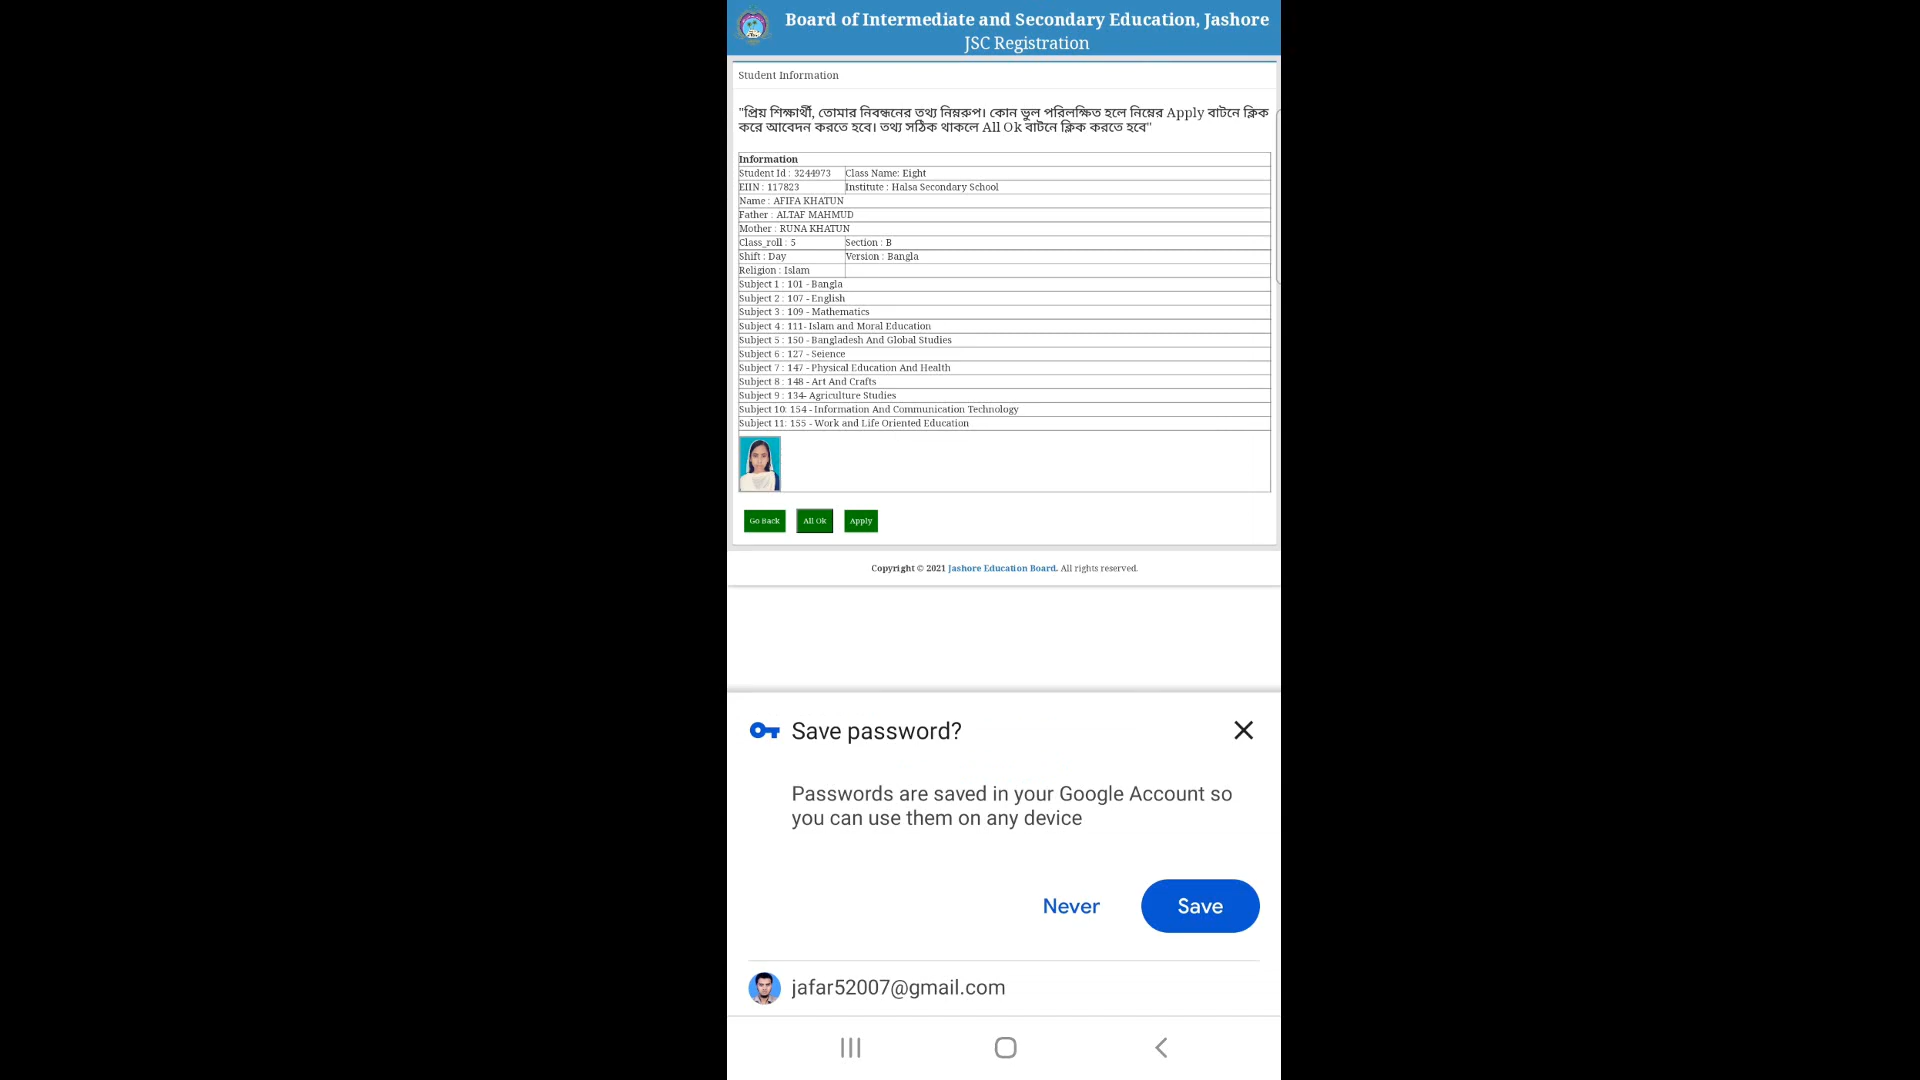 Board of Intermediate and Secondary Education, Jashore
JSC Registration
Student Information
"প্রিয় শিক্ষার্থী, তোমার নিবন্ধনের তথ্য নিম্নরুপ। কোন ভুল পরিলক্ষিত হলে নিম্নের Apply বাটনে ক্লিক
করে আবেদন করতে হবে। তথ্য সঠিক থাকলে All Ok বাটনে ক্লিক করতে হবে"
Information
Student Id : 3244973 Class Name: Eight
EIIN : 117823 Institute : Halsa Secondary School
Name : AFIFA KHATUN
Father : ALTAF MAHMUD
Mother : RUNA KHATUN
Class_roll : 5 Section : B
Shift : Day Version : Bangla
Religion : Islam
Subject 1 : 101 - Bangla
Subject 2 : 107 - English
Subject 3 : 109 - Mathematics
Subject 4 : 111- Islam and Moral Education
Subject 5 : 150 - Bangladesh And Global Studies
Subject 6 : 127 - Seience
Subject 7 : 147 - Physical Education And Health
Subject 8 : 148 - Art And Crafts
Subject 9 : 134- Agriculture Studies
Subject 10: 154 - Information And Communication Technology
Subject 11: 155 - Work and Life Oriented Education
Go Back All Ok Apply
Copyright © 2021 Jashore Education Board. All rights reserved.
Save password?
Passwords are saved in your Google Account so
you can use them on any device
Never Save
jafar52007@gmail.com